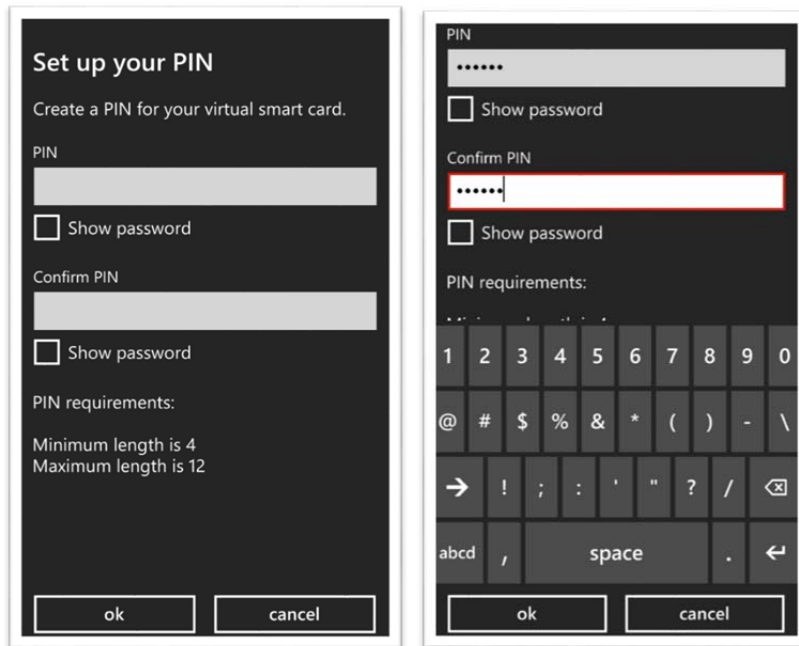 Set up your PIN
Create a PIN for your virtual smart card.
PIN
Show password
Confirm PIN
Show password
PIN requirements:
Minimum length is 4
Maximum length is 12
ok cancel
PIN
••••••
Show password
Confirm PIN
••••••
Show password
PIN requirements:
1 2 3 4 5 6 7 8 9 0
@ # $ % & * ( ) - \
→ ! ; : ' " ? /
abcd , space .
ok cancel